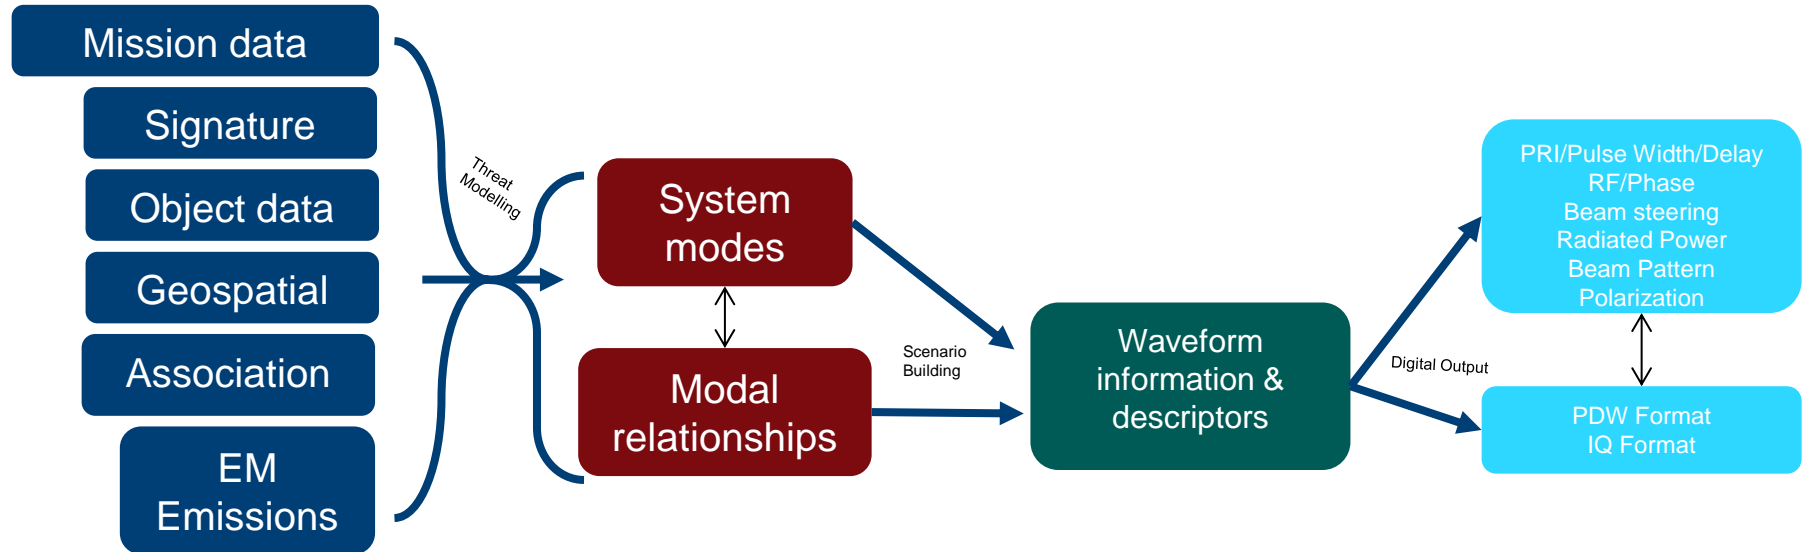 Mission data
Signature
Object data
Geospatial
Association
EM
Emissions
Threat
Modelling
System
modes
Modal
relationships
Scenario
Building
Waveform
information &
descriptors
Digital Output
PRI/Pulse Width/Delay
RF/Phase
Beam steering
Radiated Power
Beam Pattern
Polarization
PDW Format
IQ Format